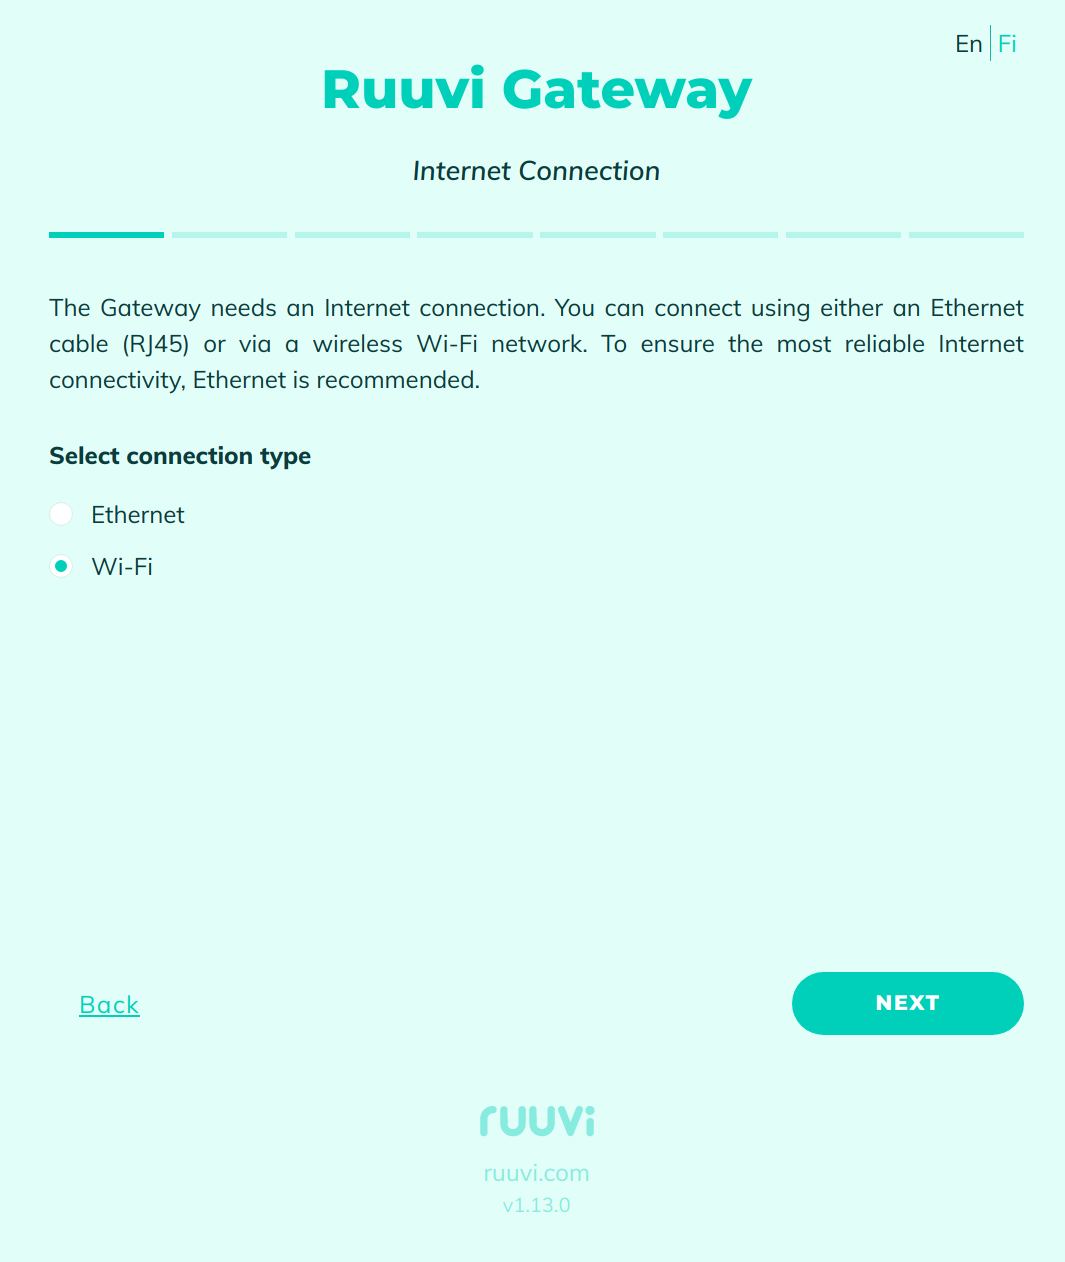 En Fi
Ruuvi Gateway
Internet Connection
The Gateway needs an Internet connection. You can connect using either an Ethernet
cable (RJ45) or via a wireless Wi-Fi network. To ensure the most reliable Internet
connectivity, Ethernet is recommended.
Select connection type
Ethernet
Wi-Fi
Back
NEXT
ruuvi
ruuvi.com
v1.13.0